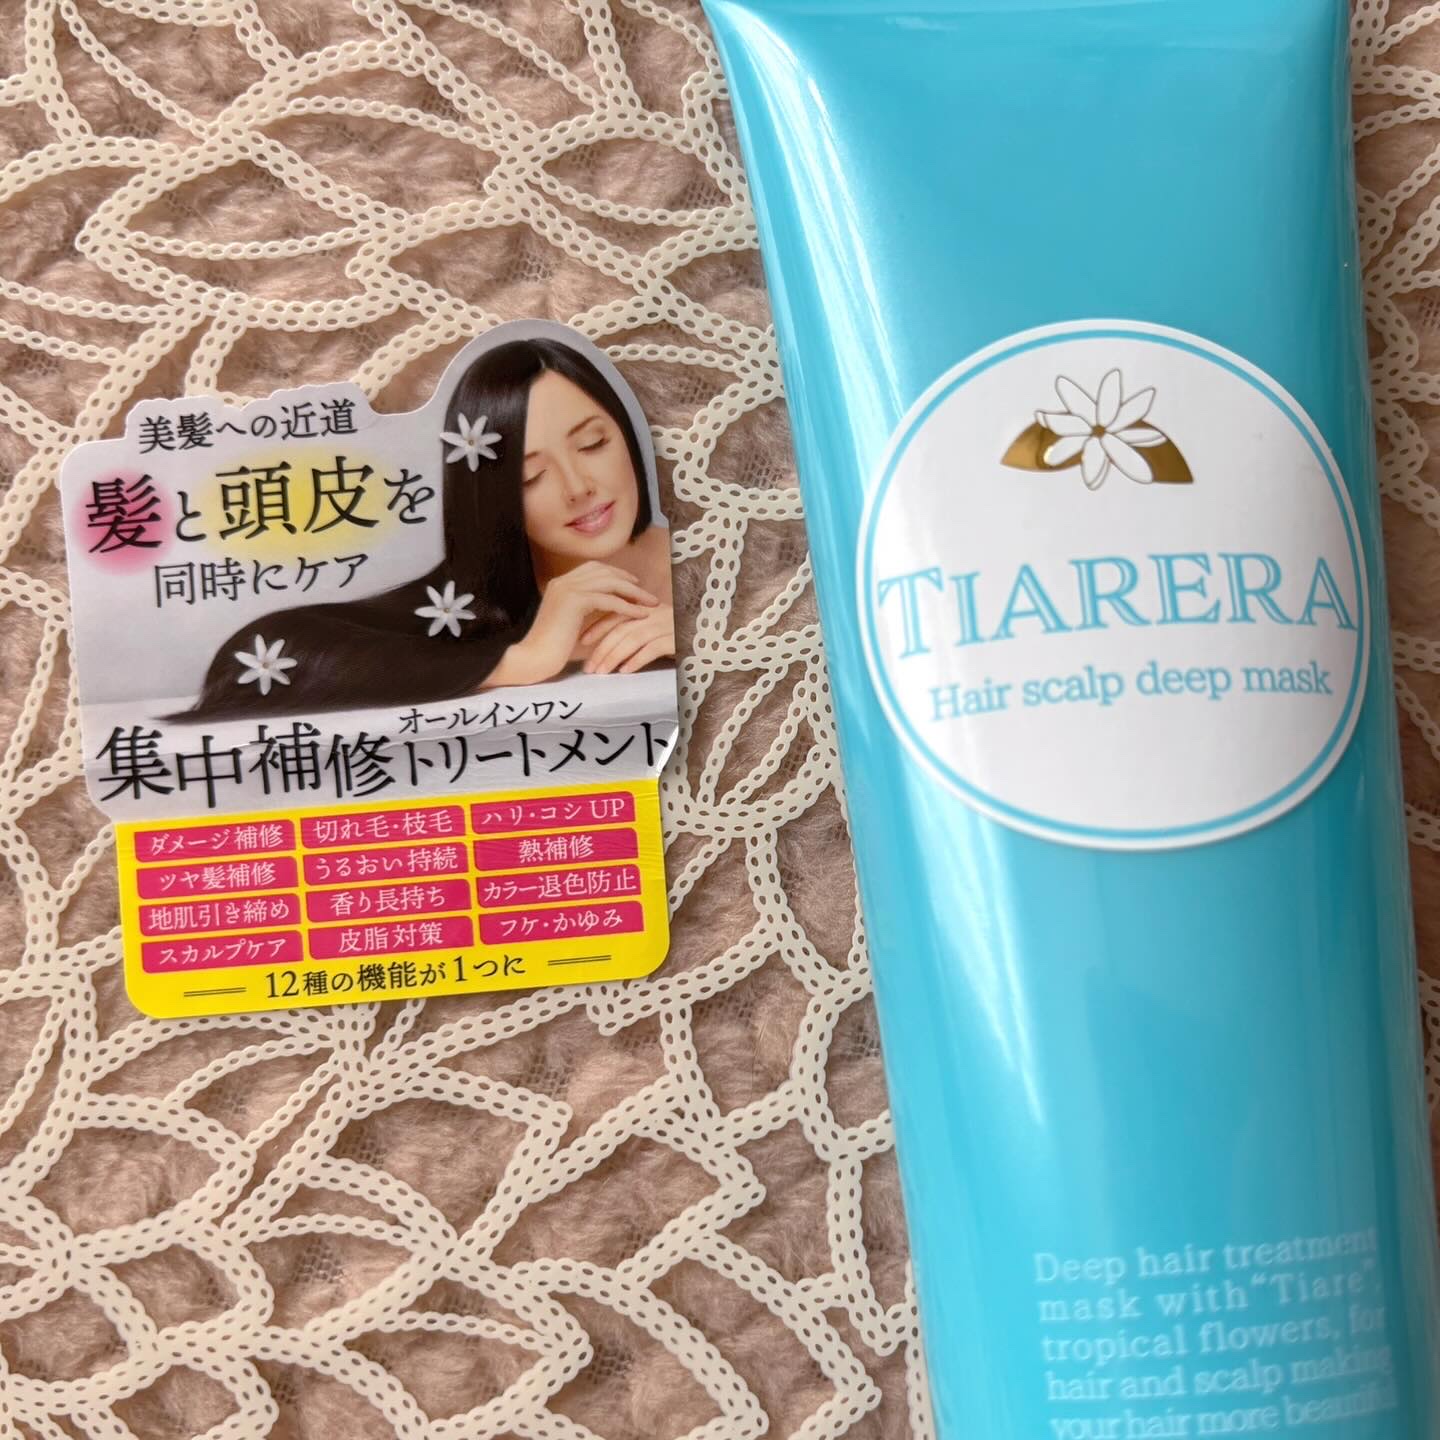 美髪への近道
髪と頭皮を
同時にケア
オールインワン
集中補修トリートメント
ダメージ補修 切れ毛・枝毛 ハリ・コシ UP
ツヤ髪補修 うるおい持続 熱補修
地肌引き締め 香り長持ち カラー退色防止
スカルプケア 皮脂対策 フケ・かゆみ
12種の機能が1つに
TIARERA
Hair scalp deep mask
Deep hair treatment
mask with “Tiare”,
tropical flowers, for
hair and scalp making
your hair more beautiful